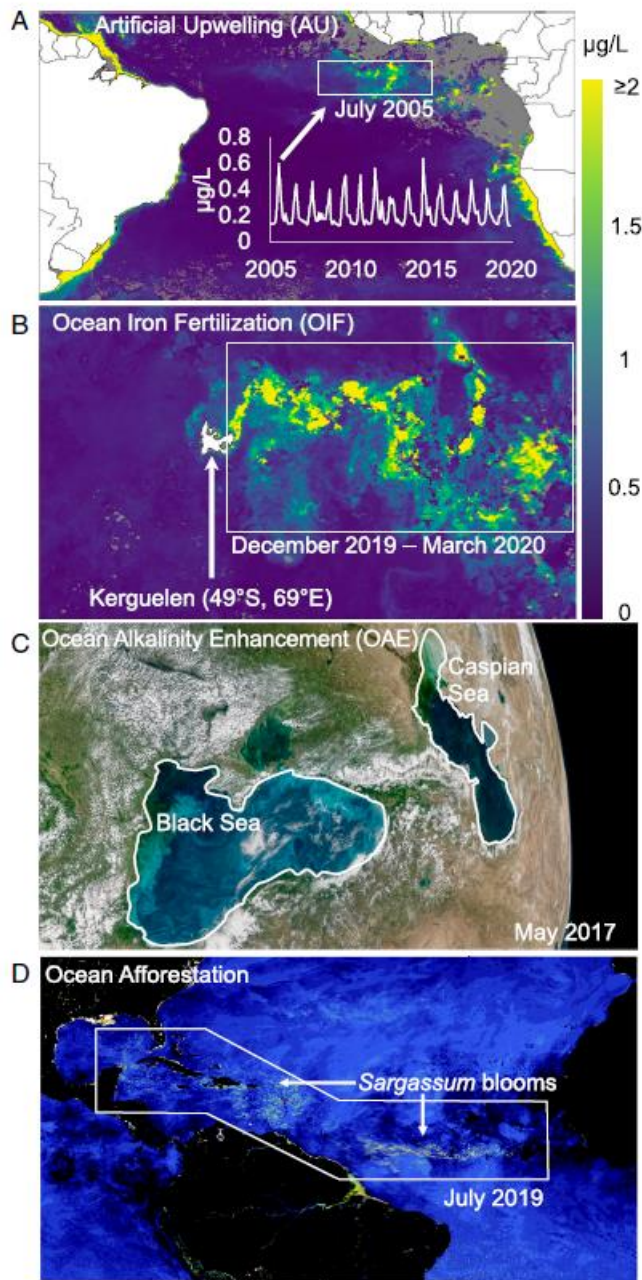 A
Artificial Upwelling (AU)
µg/L
≥2
July 2005
0.8
0.6
0.4
0.2
0
µg/L
2005 2010 2015 2020
1.5
B
Ocean Iron Fertilization (OIF)
1
0.5
December 2019 – March 2020
Kerguelen (49°S, 69°E)
0
C
Ocean Alkalinity Enhancement (OAE)
Caspian
Sea
Black Sea
May 2017
D
Ocean Afforestation
Sargassum blooms
July 2019